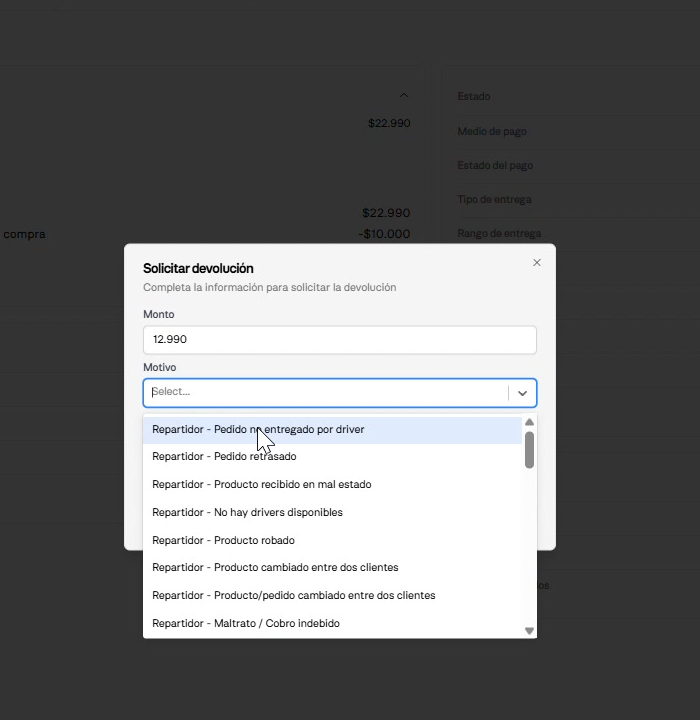 Estado
$22.990
Medio de pago
Estado del pago
Tipo de entrega
$22.990
compra
-$10.000
Rango de entrega
Solicitar devolución
Completa la información para solicitar la devolución
Monto
12.990
Motivo
Select...
Repartidor - Pedido no entregado por driver
Repartidor - Pedido retrasado
Repartidor - Producto recibido en mal estado
Repartidor - No hay drivers disponibles
Repartidor - Producto robado
Repartidor - Producto cambiado entre dos clientes
Repartidor - Producto/pedido cambiado entre dos clientes
Repartidor - Maltrato / Cobro indebido